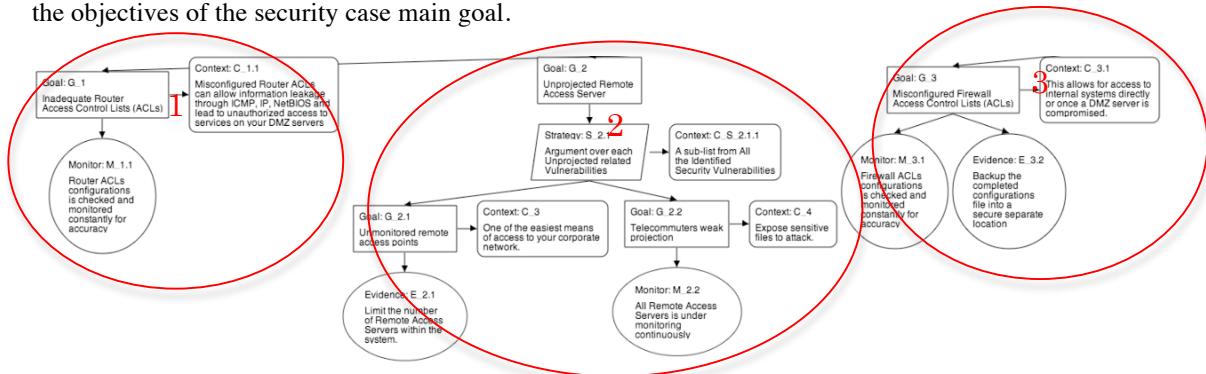 the objectives of the security case main goal.
Goal: G_1
Inadequate Router
Access Control Lists (ACLs)
1
Context: C_1.1
Misconfigured Router ACLs
can allow information leakage
through ICMP, IP, NetBIOS and
lead to unauthorized access to
services on your DMZ servers
Monitor: M_1.1
Router ACLs
configurations
is checked and
monitored
constantly for
accuracy
Goal: G_2
Unprojected Remote
Access Server
2
Strategy: S_2.1
Argument over each
Unprojected related
Vulnerabilities
Context: C_S_2.1.1
A sub-list from All
the Identified
Security Vulnerabilities
Goal: G_2.1
Unmonitored remote
access points
Context: C_3
One of the easiest means
of access to your corporate
network.
Evidence: E_2.1
Limit the number
of Remote Access
Servers within the
system.
Goal: G_2.2
Telecommuters weak
projection
Context: C_4
Expose sensitive
files to attack.
Monitor: M_2.2
All Remote Access
Servers is under
monitoring
continuously
Goal: G_3
Misconfigured Firewall
Access Control Lists (ACLs)
3
Context: C_3.1
This allows for access to
internal systems directly
or once a DMZ server is
compromised.
Monitor: M_3.1
Firewall ACLs
configurations
is checked and
monitored
constantly for
accuracy
Evidence: E_3.2
Backup the
completed
configurations
file into a
secure separate
location